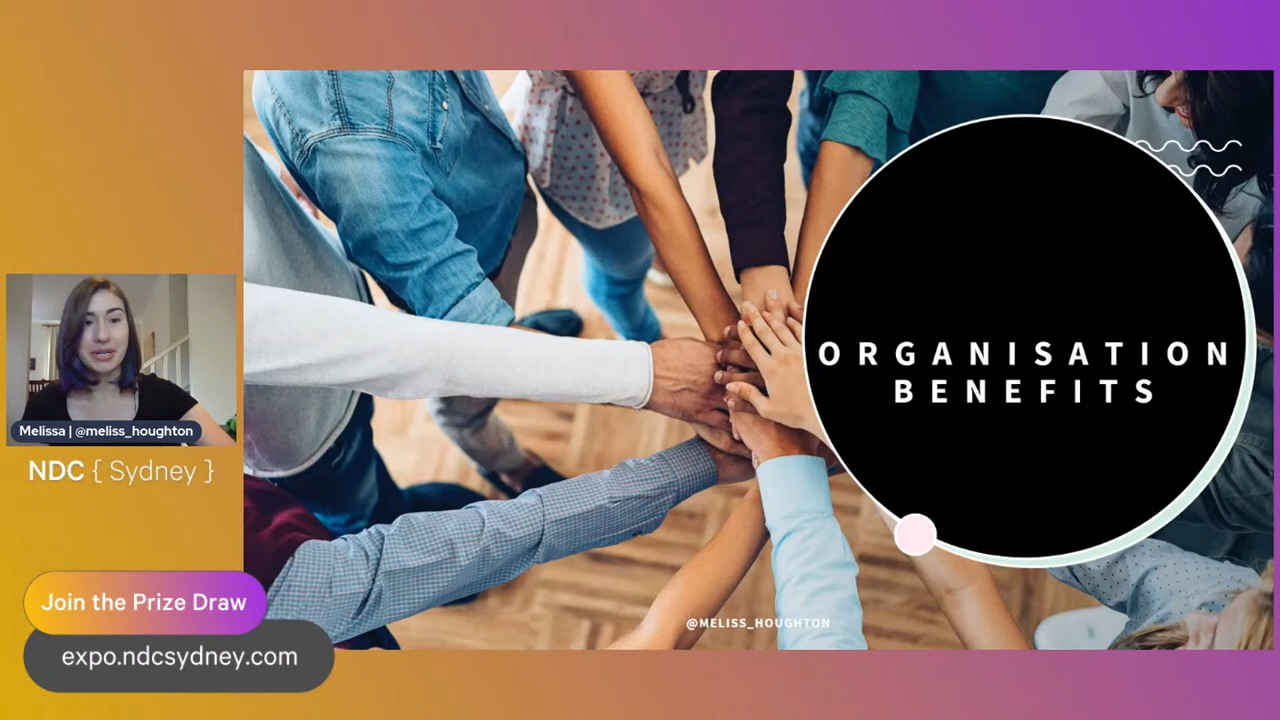 ORGANISATION
BENEFITS
Melissa | @meliss_houghton
NDC { Sydney }
Join the Prize Draw
expo.ndcsydney.com
@MELISS_HOUGHTON